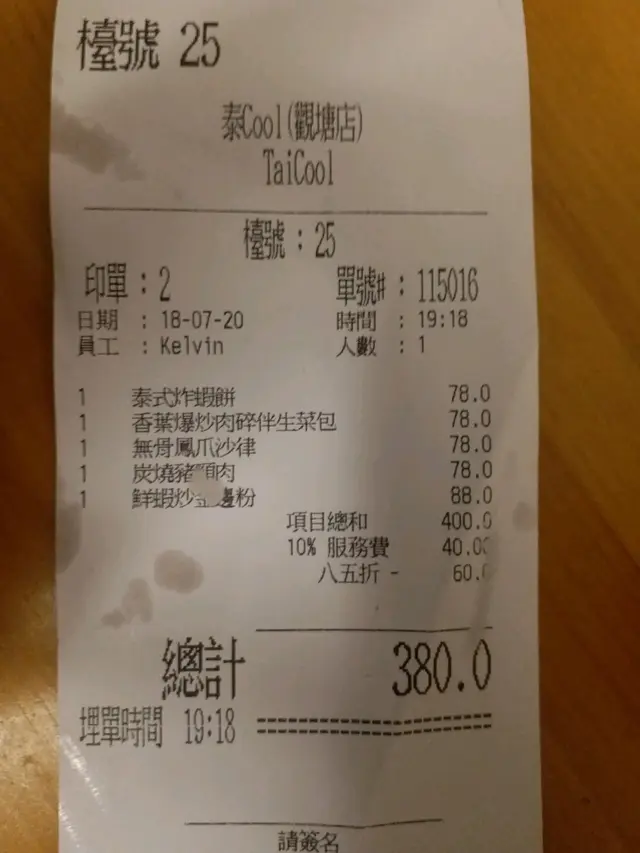 檯號 25
泰Cool(觀塘店)
TaiCool
檯號 : 25
印單 : 2 單號# : 115016
日期 : 18-07-20 時間 : 19:18
員工 : Kelvin 人數 : 1
1 泰式炸蝦餅 78.0
1 香葉爆炒肉碎伴生菜包 78.0
1 無骨鳳爪沙律 78.0
1 炭燒豬頸肉 78.0
1 鮮蝦炒金邊粉 88.0
項目總和 400.0
10% 服務費 40.00
八五折 - 60.0
總計 380.0
埋單時間 19:18 ==================
請簽名